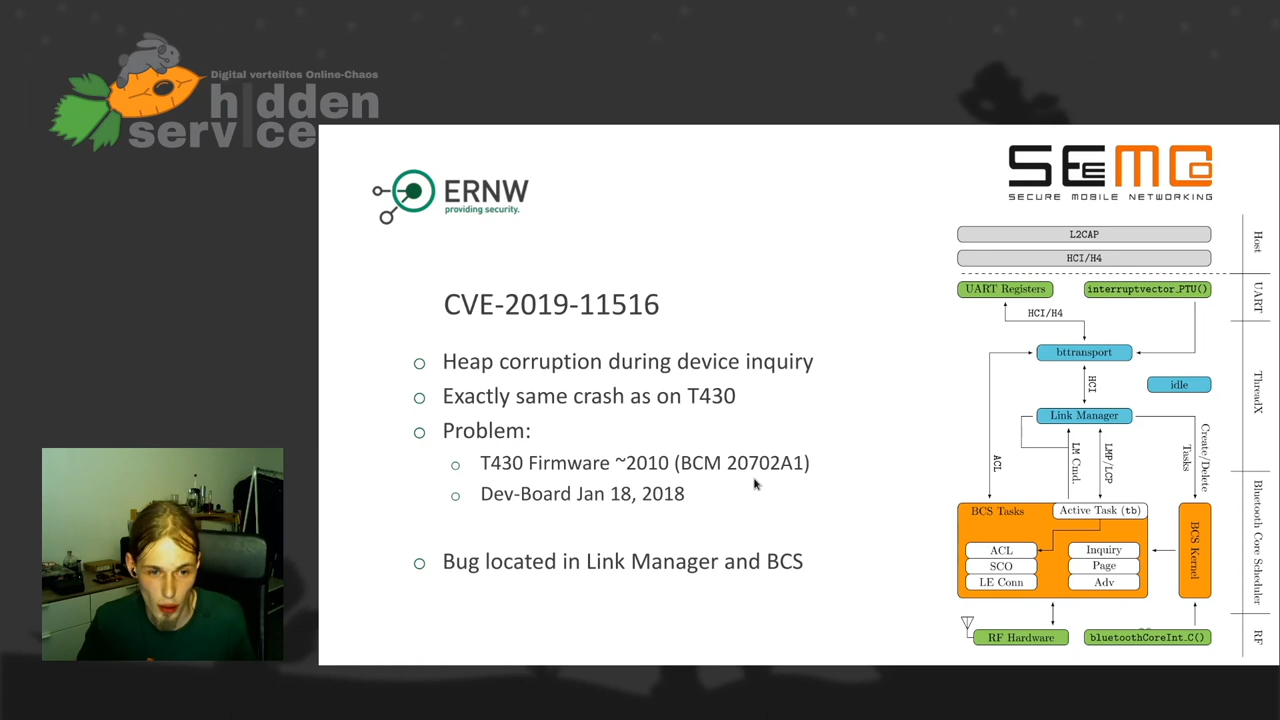 Digital verteiltes Online-Chaos
hidden
service
ERNW
providing security.
SEEMOO
SECURE MOBILE NETWORKING
CVE-2019-11516
Heap corruption during device inquiry
Exactly same crash as on T430
Problem:
T430 Firmware ~2010 (BCM 20702A1)
Dev-Board Jan 18, 2018
Bug located in Link Manager and BCS
L2CAP
HCI/H4
Host
UART Registers
interruptvector_PTU()
UART
HCI/H4
bttransport
HCI
idle
ThreadX
Link Manager
ACL
LM Cmd.
LMP/LCP
Create/Delete
Tasks
BCS Tasks
Active Task (tb)
ACL
Inquiry
SCO
Page
LE Conn
Adv
BCS Kernel
Bluetooth Core Scheduler
RF Hardware
bluetoothCoreInt_C()
RF